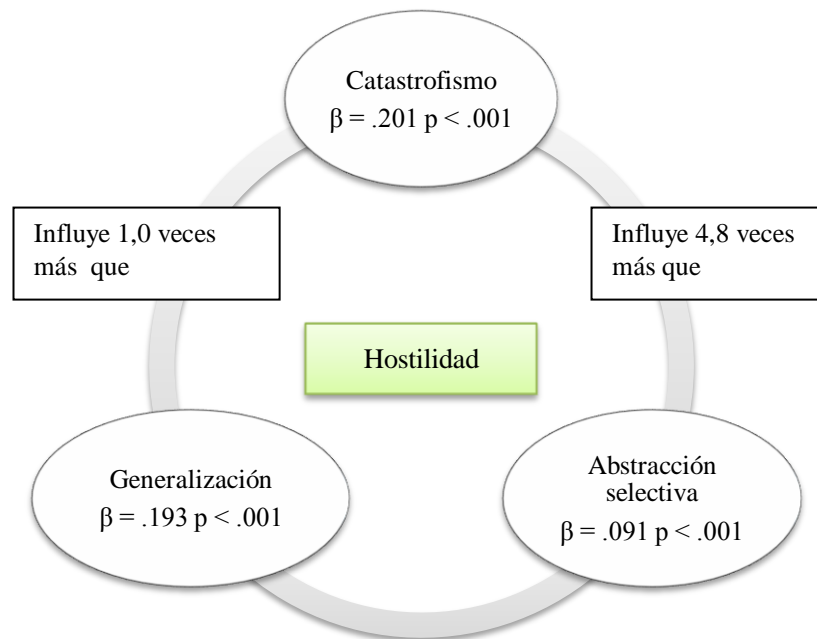 Catastrofismo
β = .201 p < .001
Influye 1,0 veces
más que
Influye 4,8 veces
más que
Hostilidad
Generalización
β = .193 p < .001
Abstracción
selectiva
β = .091 p < .001